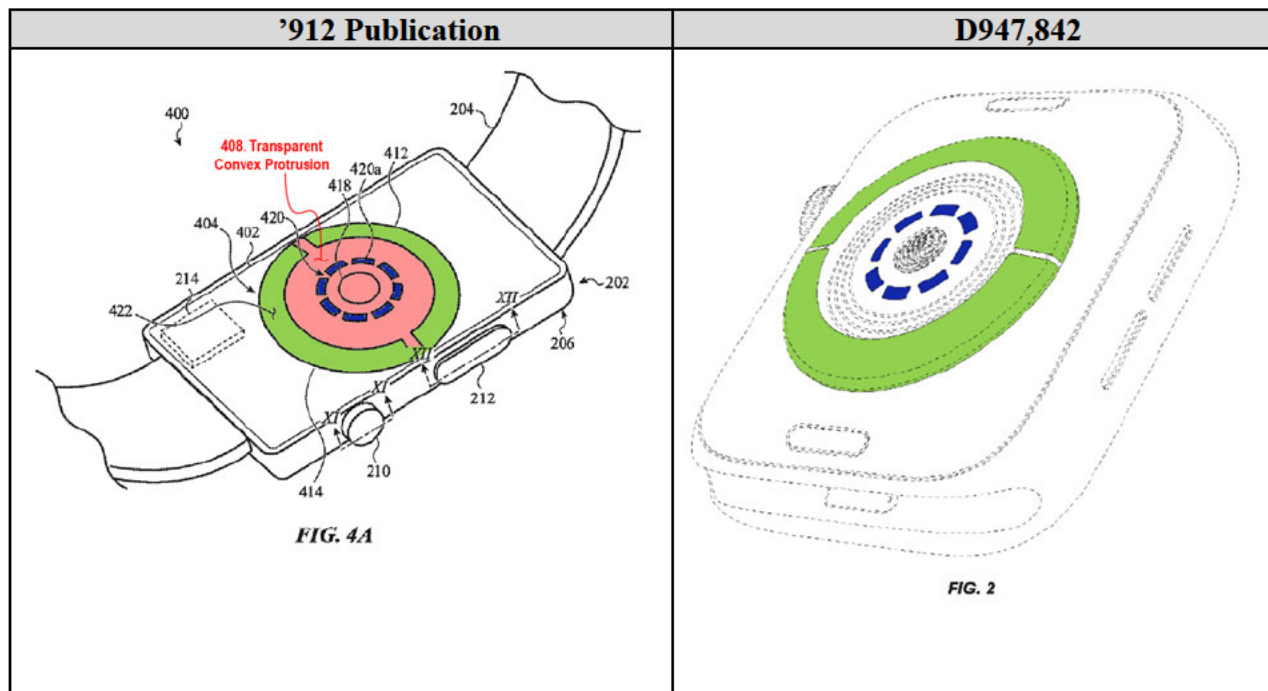 ’912 Publication
D947,842
400
204
408. Transparent
Convex Protrusion
420a
412
418
420
404
402
214
422
XII
202
206
XII
212
XI
XI
210
414
FIG. 4A
FIG. 2